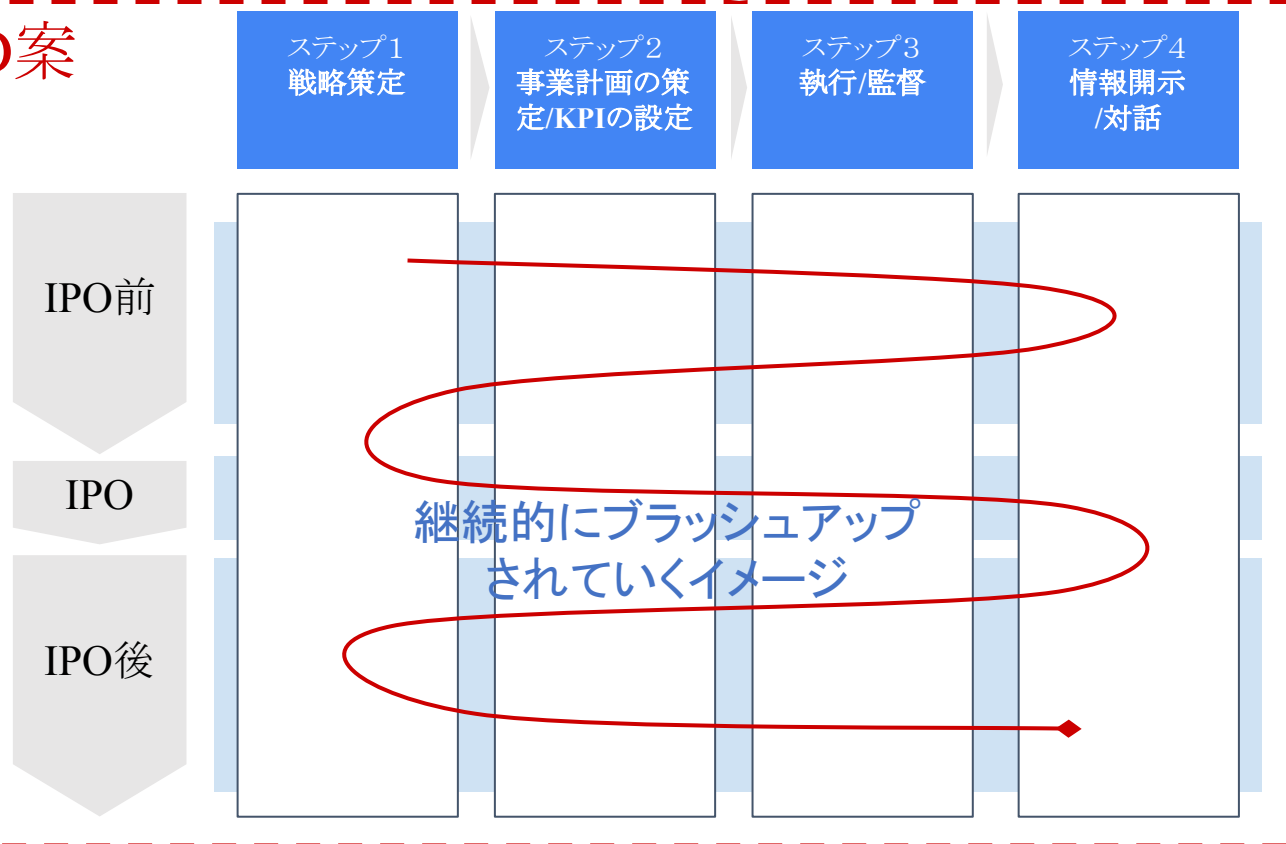 案
ステップ1
戦略策定
ステップ2
事業計画の策
定/KPIの設定
ステップ3
執行/監督
ステップ4
情報開示
/対話
IPO前
IPO
IPO後
継続的にブラッシュアップ
されていくイメージ